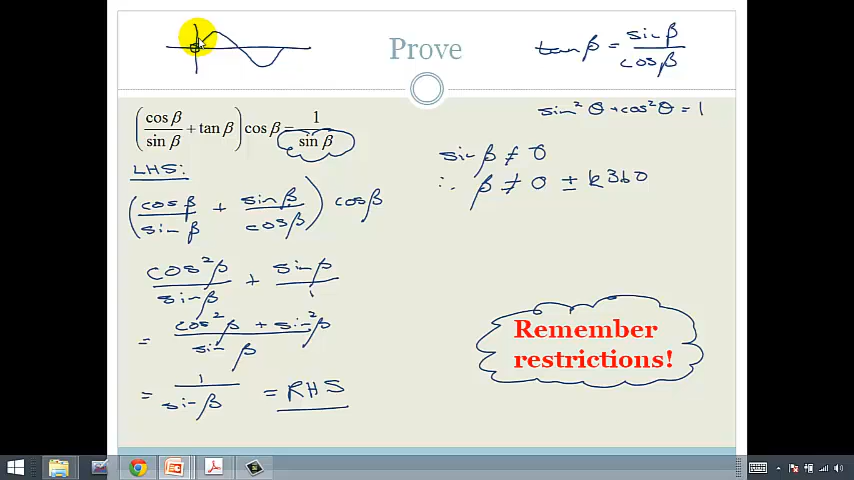 Prove
tan β = sin β / cos β
sin² θ + cos² θ = 1
(cos β / sin β + tan β) cos β = 1 / sin β
LHS:
(cos β / sin β + sin β / cos β) cos β
cos² β / sin β + sin β / 1
= cos² β + sin² β / sin β
= 1 / sin β = RHS
sin β ≠ 0
∴ β ≠ 0 ± k360
Remember
restrictions!